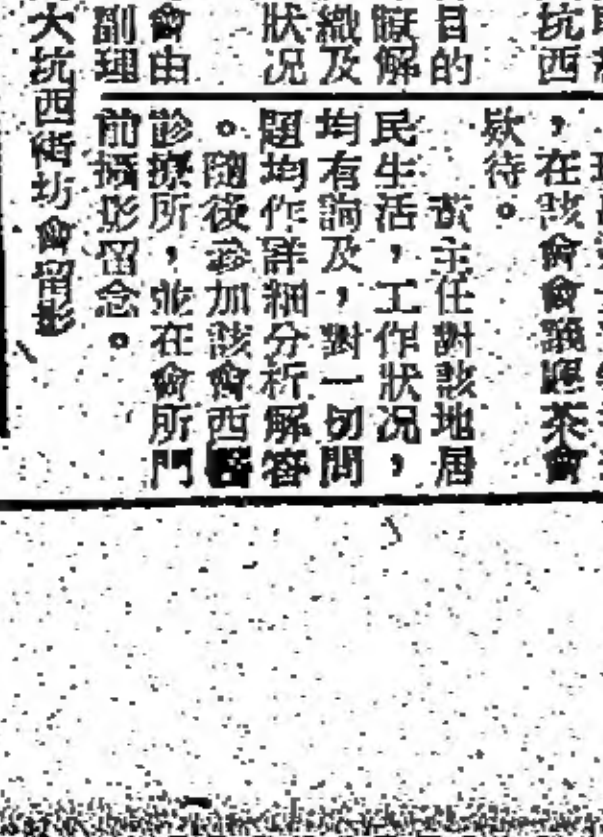 坑西
目的
瞭解
織及
狀况
會由
副理
，在該會會議廳茶會
欵待。
主任對該地居
民生活，工作狀况，
均有詢及，對一切問
題均作詳細分析解答
。隨後參加該會西醫
診療所，並在會所門
前攝影留念。
大坑西街坊會留影